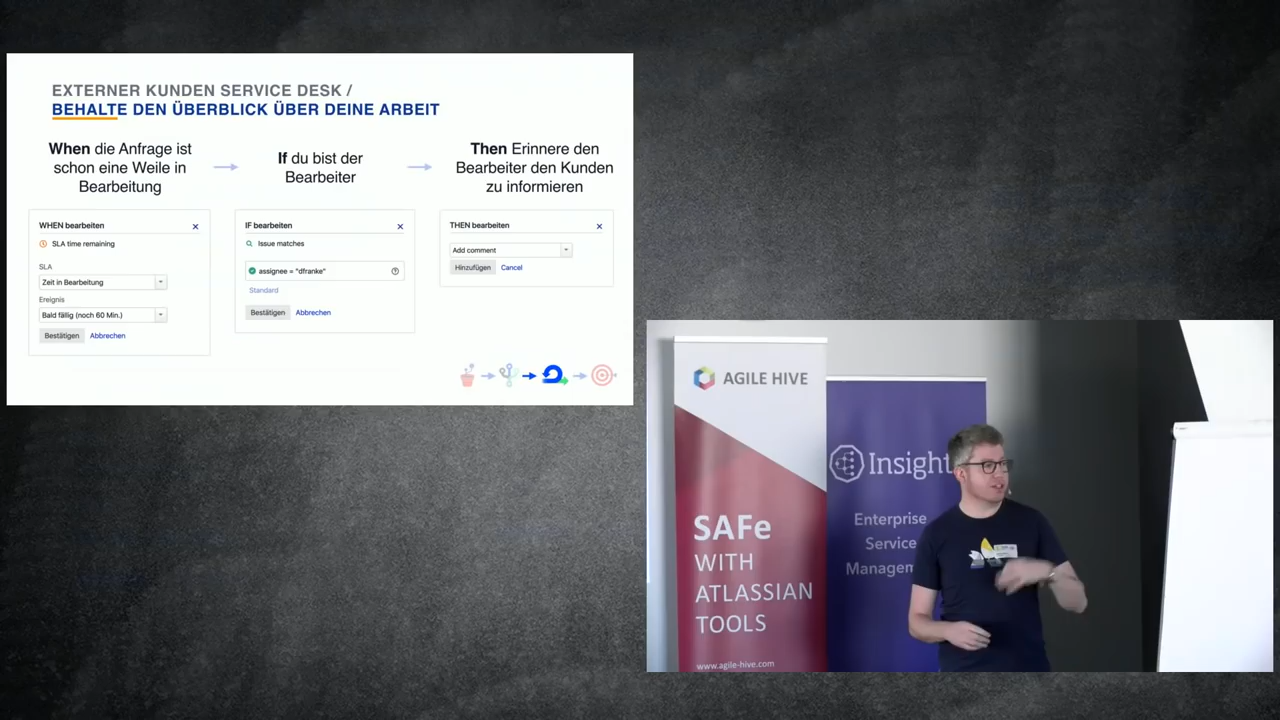 EXTERNER KUNDEN SERVICE DESK /
BEHALTE DEN ÜBERBLICK ÜBER DEINE ARBEIT
When die Anfrage ist
schon eine Weile in
Bearbeitung
If du bist der
Bearbeiter
Then Erinnere den
Bearbeiter den Kunden
zu informieren
WHEN bearbeiten
SLA time remaining
SLA
Zeit in Bearbeitung
Ereignis
Bald fällig (noch 60 Min.)
Bestätigen Abbrechen
IF bearbeiten
Issue matches
assignee = "dfranke"
Standard
Bestätigen Abbrechen
THEN bearbeiten
Add comment
Hinzufügen Cancel
AGILE HIVE
SAFe
WITH
ATLASSIAN
TOOLS
www.agile-hive.com
Insight
Enterprise
Service